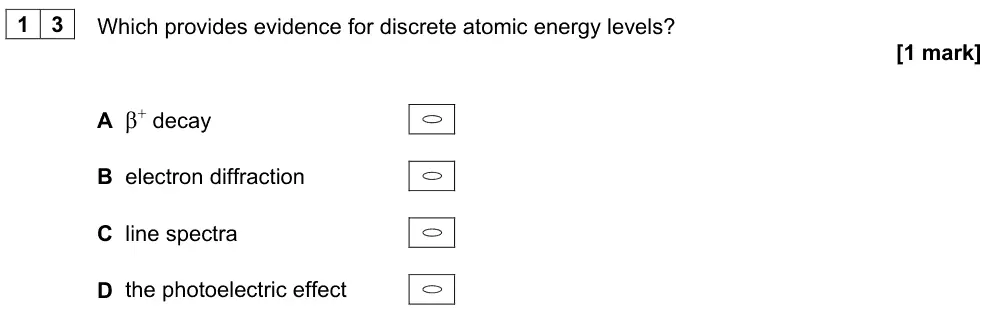 1 3 Which provides evidence for discrete atomic energy levels?
[1 mark]
A β⁺ decay
B electron diffraction
C line spectra
D the photoelectric effect